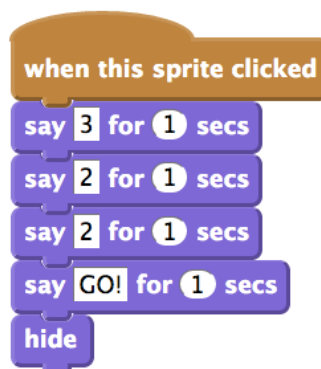 when this sprite clicked
say 3 for 1 secs
say 2 for 1 secs
say 2 for 1 secs
say GO! for 1 secs
hide